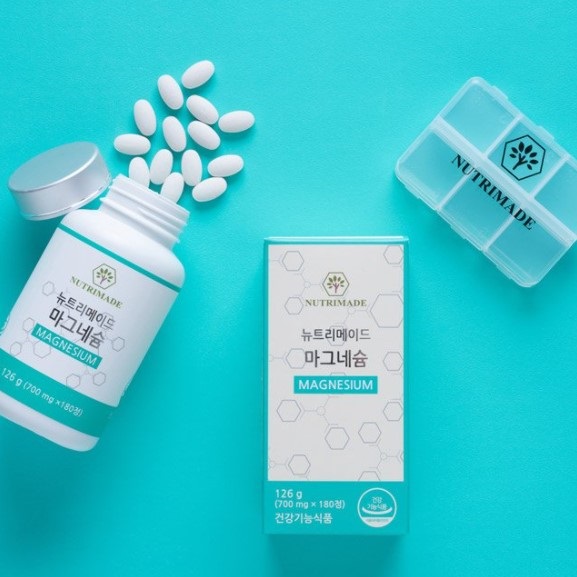 NUTRIMADE
뉴트리메이드
마그네슘
MAGNESIUM
126 g (700 mg ×180정)
NUTRIMADE
뉴트리메이드
마그네슘
MAGNESIUM
126 g
(700 mg × 180정)
건강기능식품
건강
기능식품
NUTRIMADE